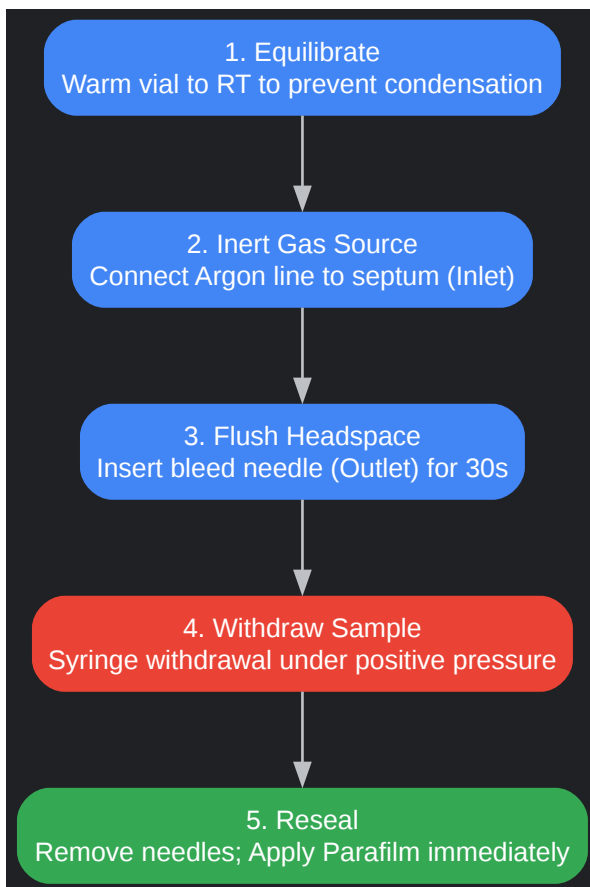 1. Equilibrate
Warm vial to RT to prevent condensation
2. Inert Gas Source
Connect Argon line to septum (Inlet)
3. Flush Headspace
Insert bleed needle (Outlet) for 30s
4. Withdraw Sample
Syringe withdrawal under positive pressure
5. Reseal
Remove needles; Apply Parafilm immediately